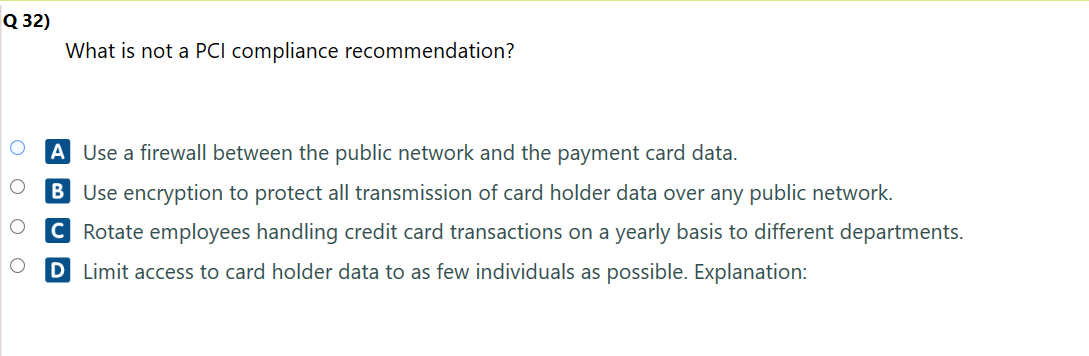 Q 32)
What is not a PCI compliance recommendation?
A Use a firewall between the public network and the payment card data.
B Use encryption to protect all transmission of card holder data over any public network.
C Rotate employees handling credit card transactions on a yearly basis to different departments.
D Limit access to card holder data to as few individuals as possible. Explanation: